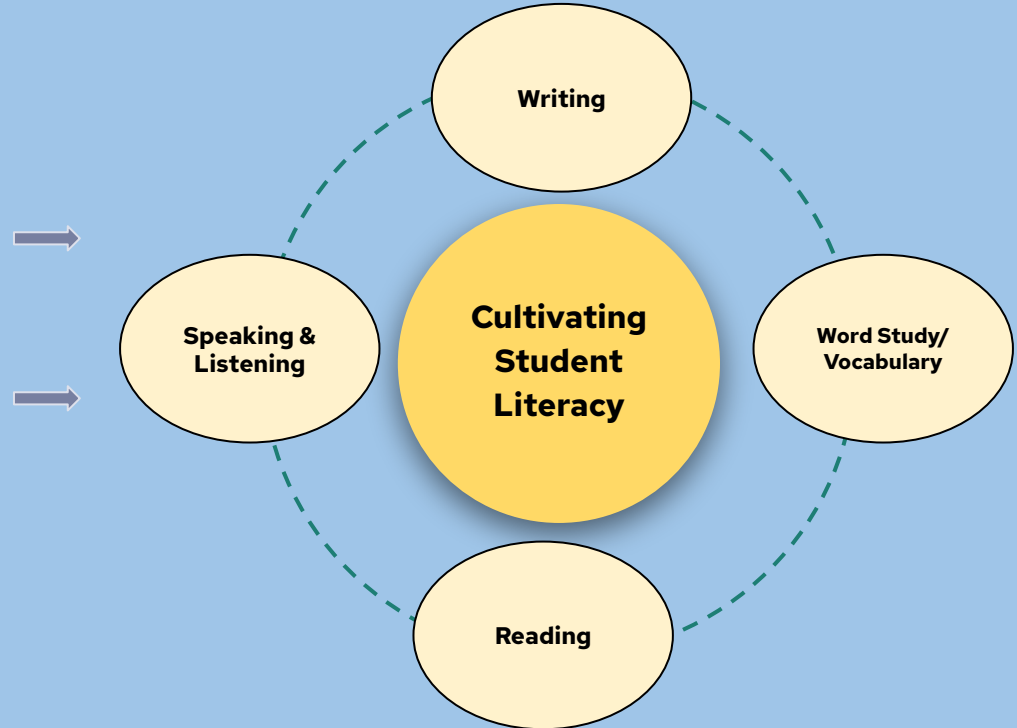 Writing
Cultivating
Student
Literacy
Speaking &
Listening
Word Study/
Vocabulary
Reading